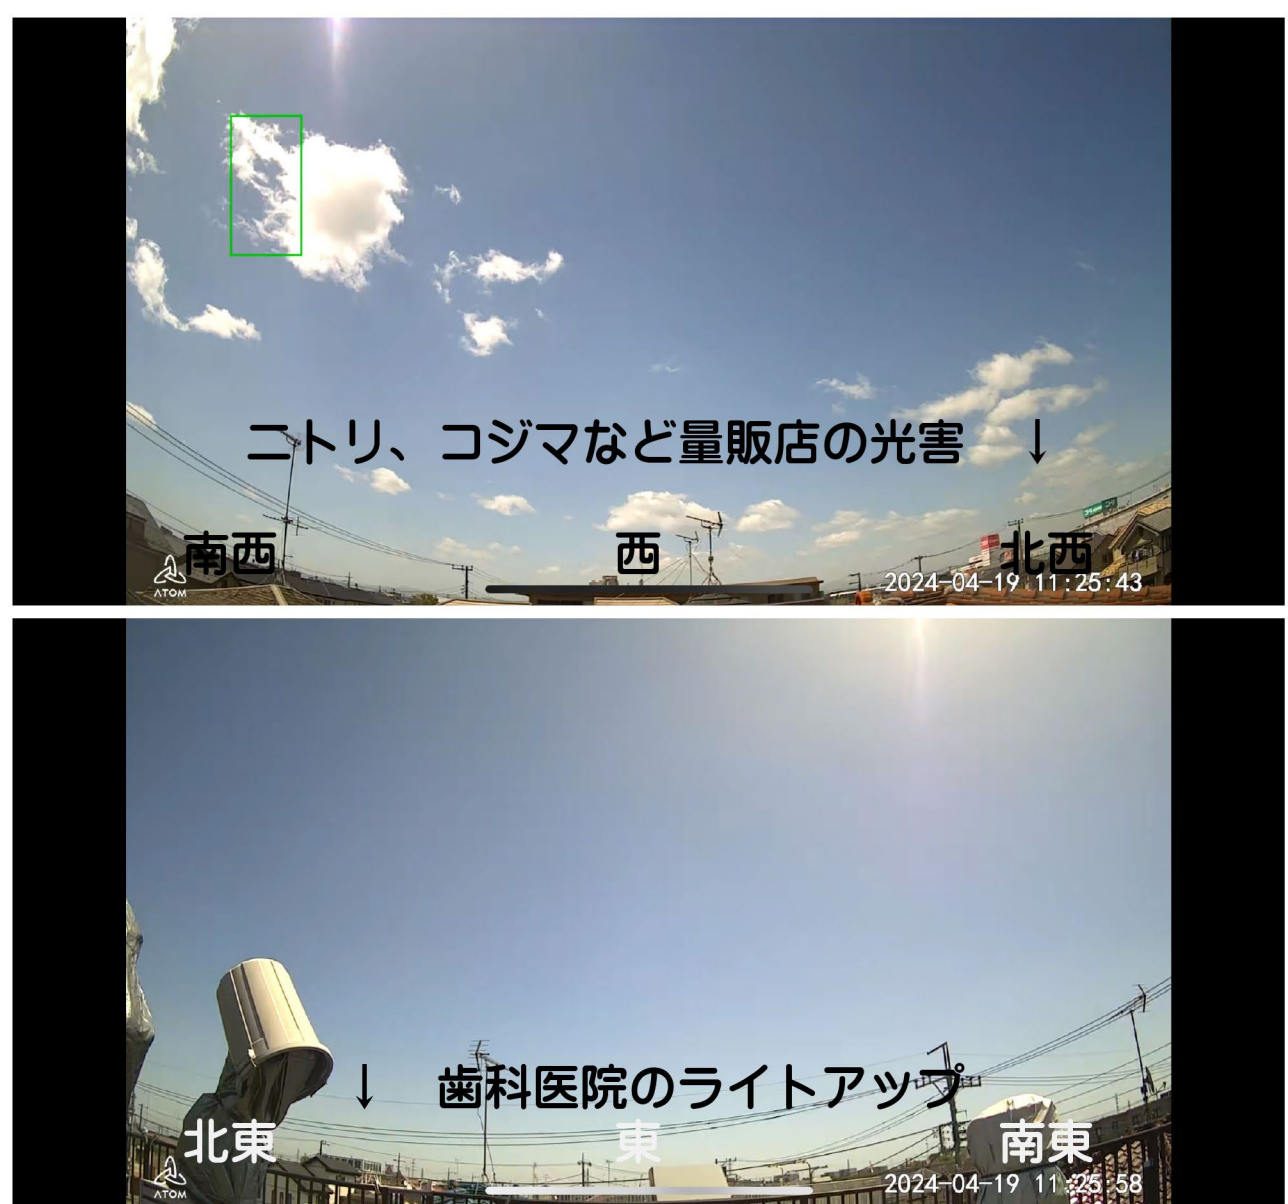 ニトリ、コジマなど量販店の光害 ↓
南西 西 北西
ATOM
2024-04-19 11:25:43
↓ 歯科医院のライトアップ
北東 東 南東
ATOM
2024-04-19 11:25:58